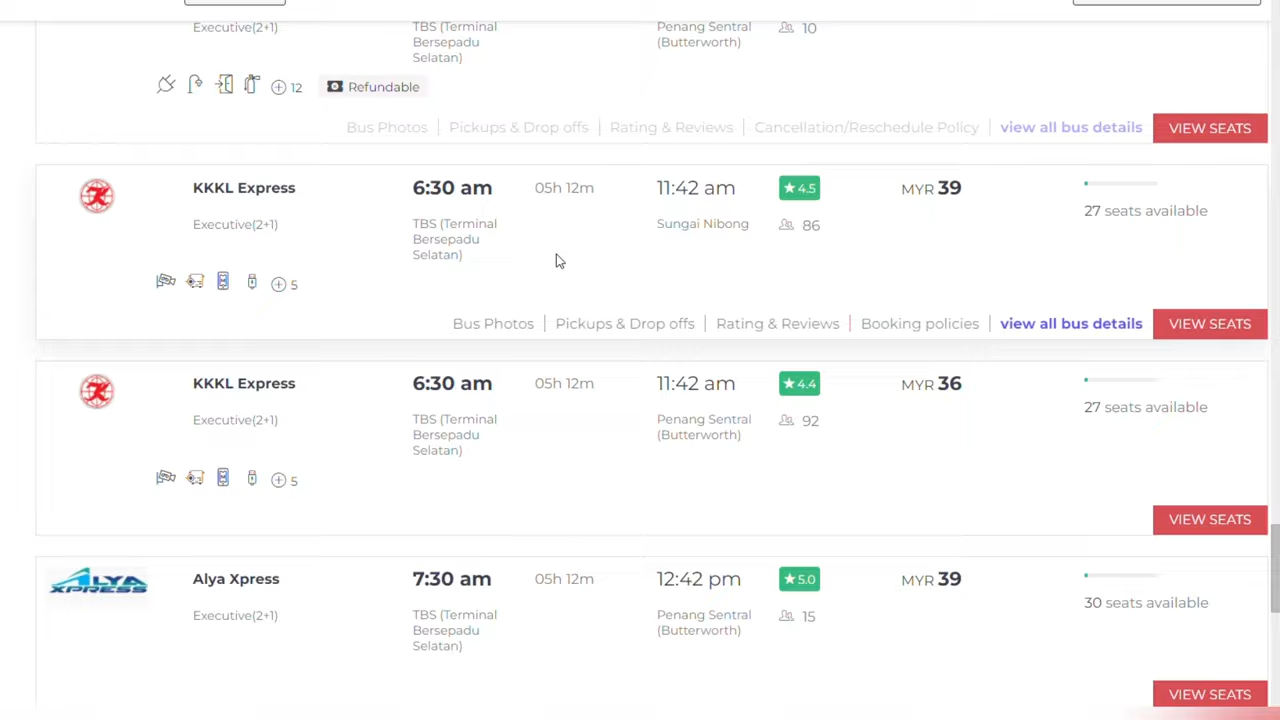 Executive(2+1) TBS (Terminal Penang Sentral 10
Bersepadu (Butterworth)
Selatan)
12 Refundable
Bus Photos Pickups & Drop offs Rating & Reviews Cancellation/Reschedule Policy view all bus details VIEW SEATS
KKKL Express 6:30 am 05h 12m 11:42 am ★4.5 MYR 39
27 seats available
Executive(2+1) TBS (Terminal Sungai Nibong 86
Bersepadu
Selatan)
5
Bus Photos Pickups & Drop offs Rating & Reviews Booking policies view all bus details VIEW SEATS
KKKL Express 6:30 am 05h 12m 11:42 am ★4.4 MYR 36
27 seats available
Executive(2+1) TBS (Terminal Penang Sentral 92
Bersepadu (Butterworth)
Selatan)
5
VIEW SEATS
ALYA XPRESS
Alya Xpress 7:30 am 05h 12m 12:42 pm ★5.0 MYR 39
30 seats available
Executive(2+1) TBS (Terminal Penang Sentral 15
Bersepadu (Butterworth)
Selatan)
VIEW SEATS